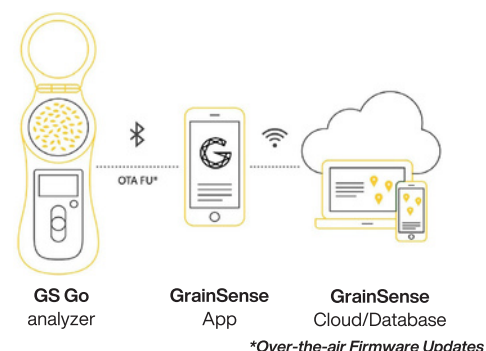 OTA FU*
G
GS Go
analyzer
GrainSense
App
GrainSense
Cloud/Database
*Over-the-air Firmware Updates